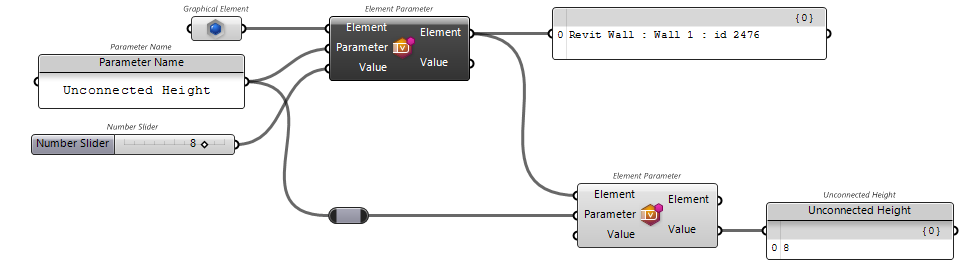 Graphical Element
Element Parameter
Element
Parameter
Value
Element
Value
{0}
0 Revit Wall : Wall 1 : id 2476
Parameter Name
Parameter Name
Unconnected Height
Number Slider
Number Slider
8
Element Parameter
Element
Parameter
Value
Element
Value
Unconnected Height
Unconnected Height
{0}
0 8